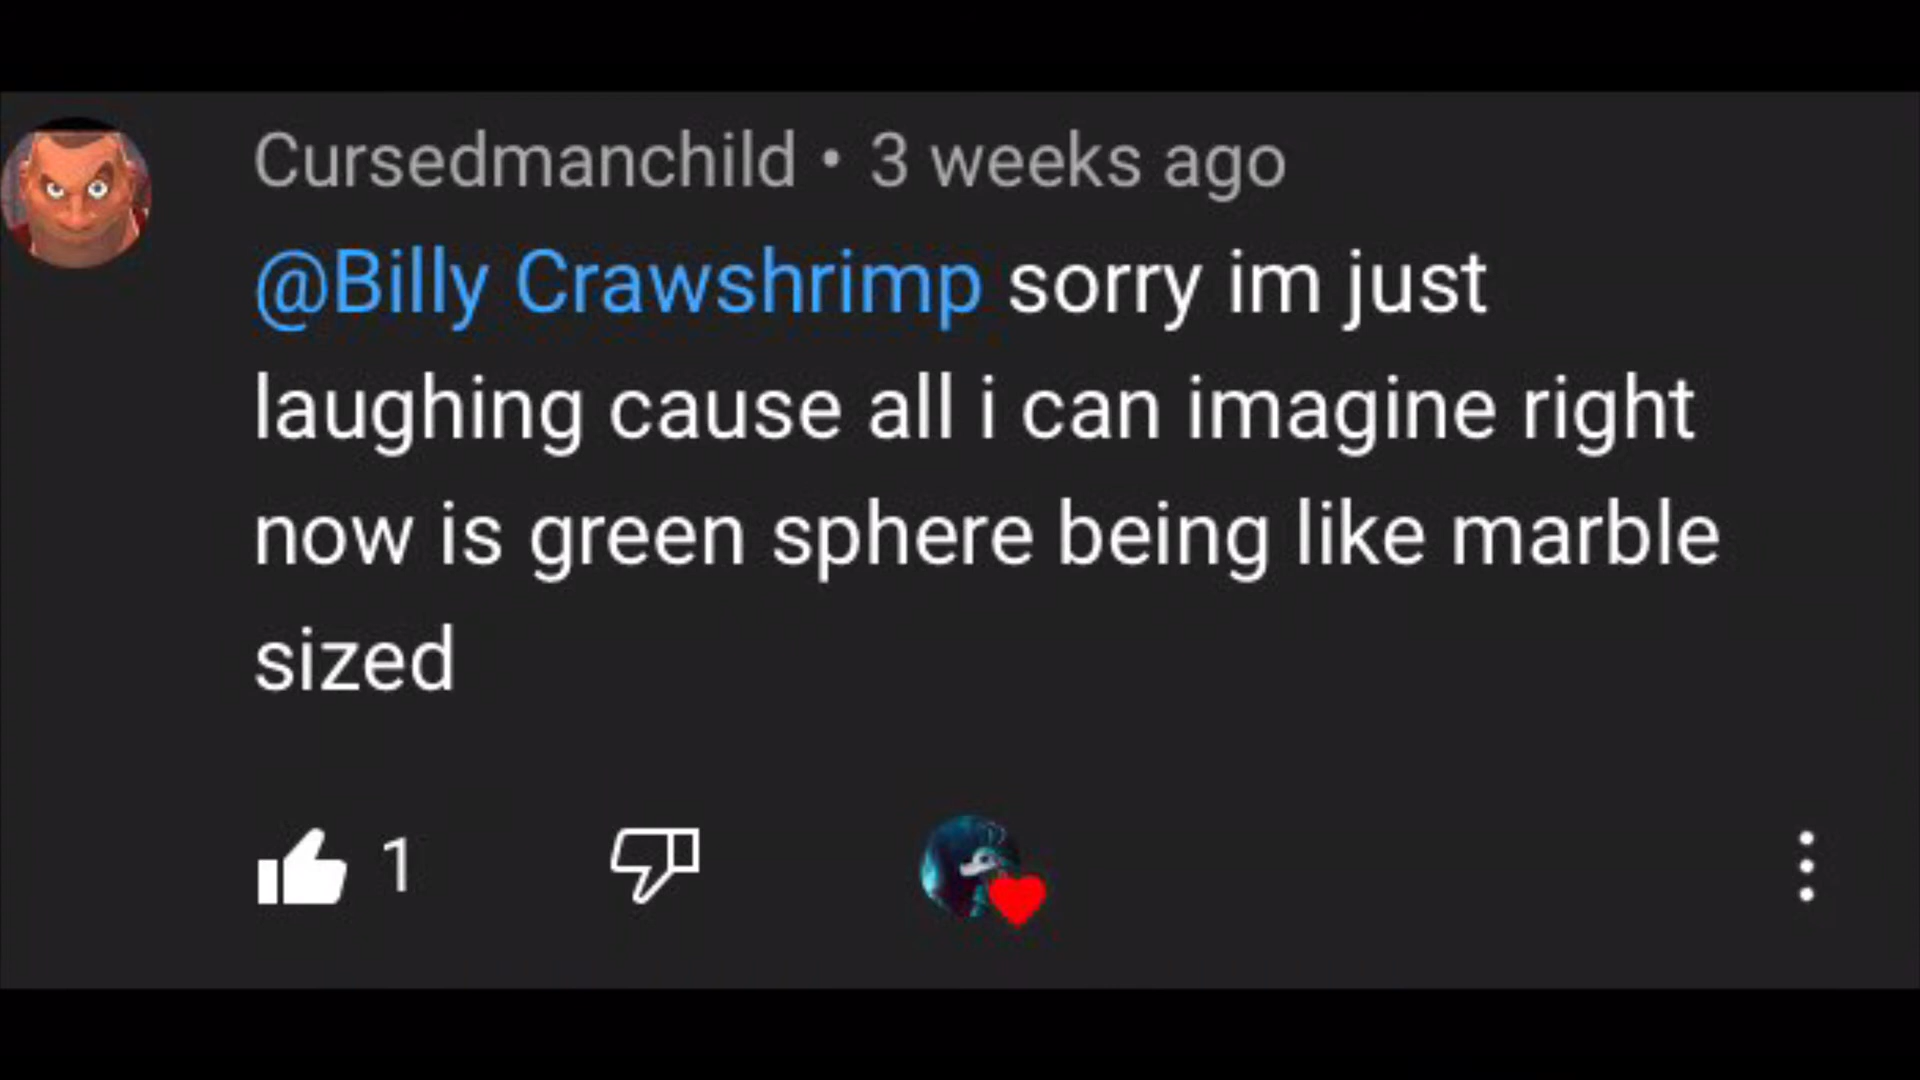 Cursedmanchild • 3 weeks ago
@Billy Crawshrimp sorry im just
laughing cause all i can imagine right
now is green sphere being like marble
sized
1